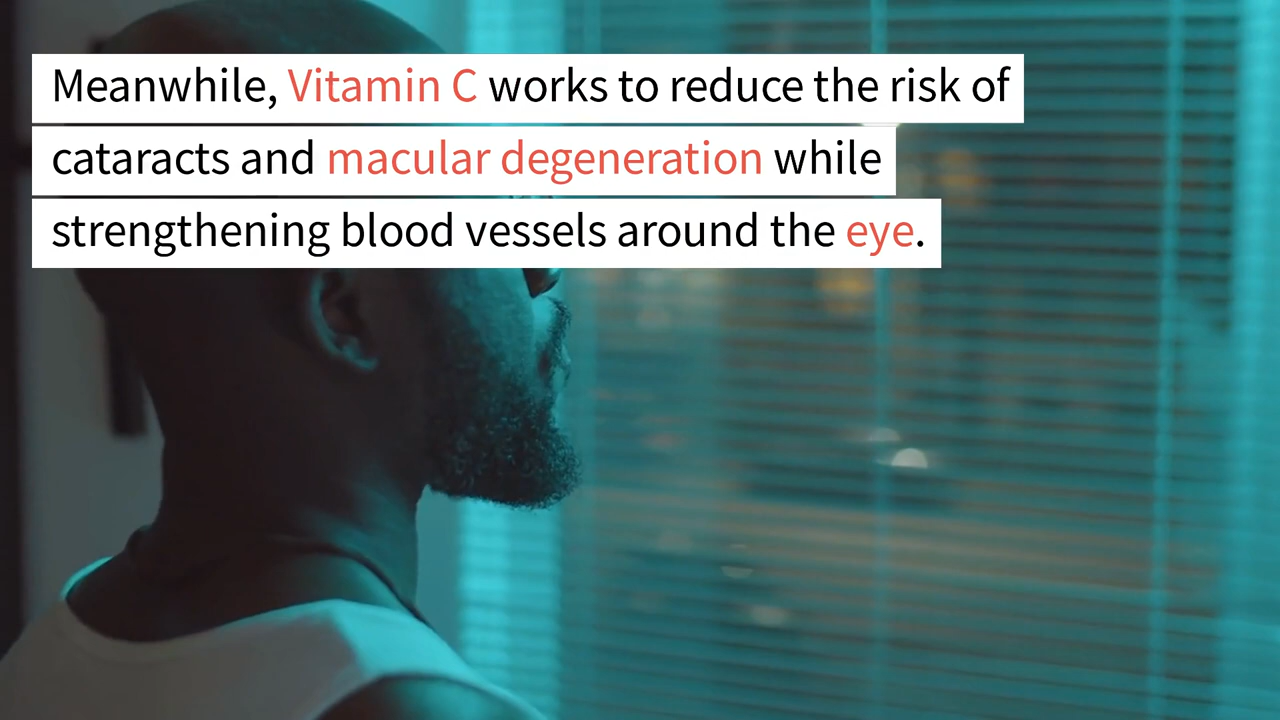 Meanwhile, Vitamin C works to reduce the risk of
cataracts and macular degeneration while
strengthening blood vessels around the eye.